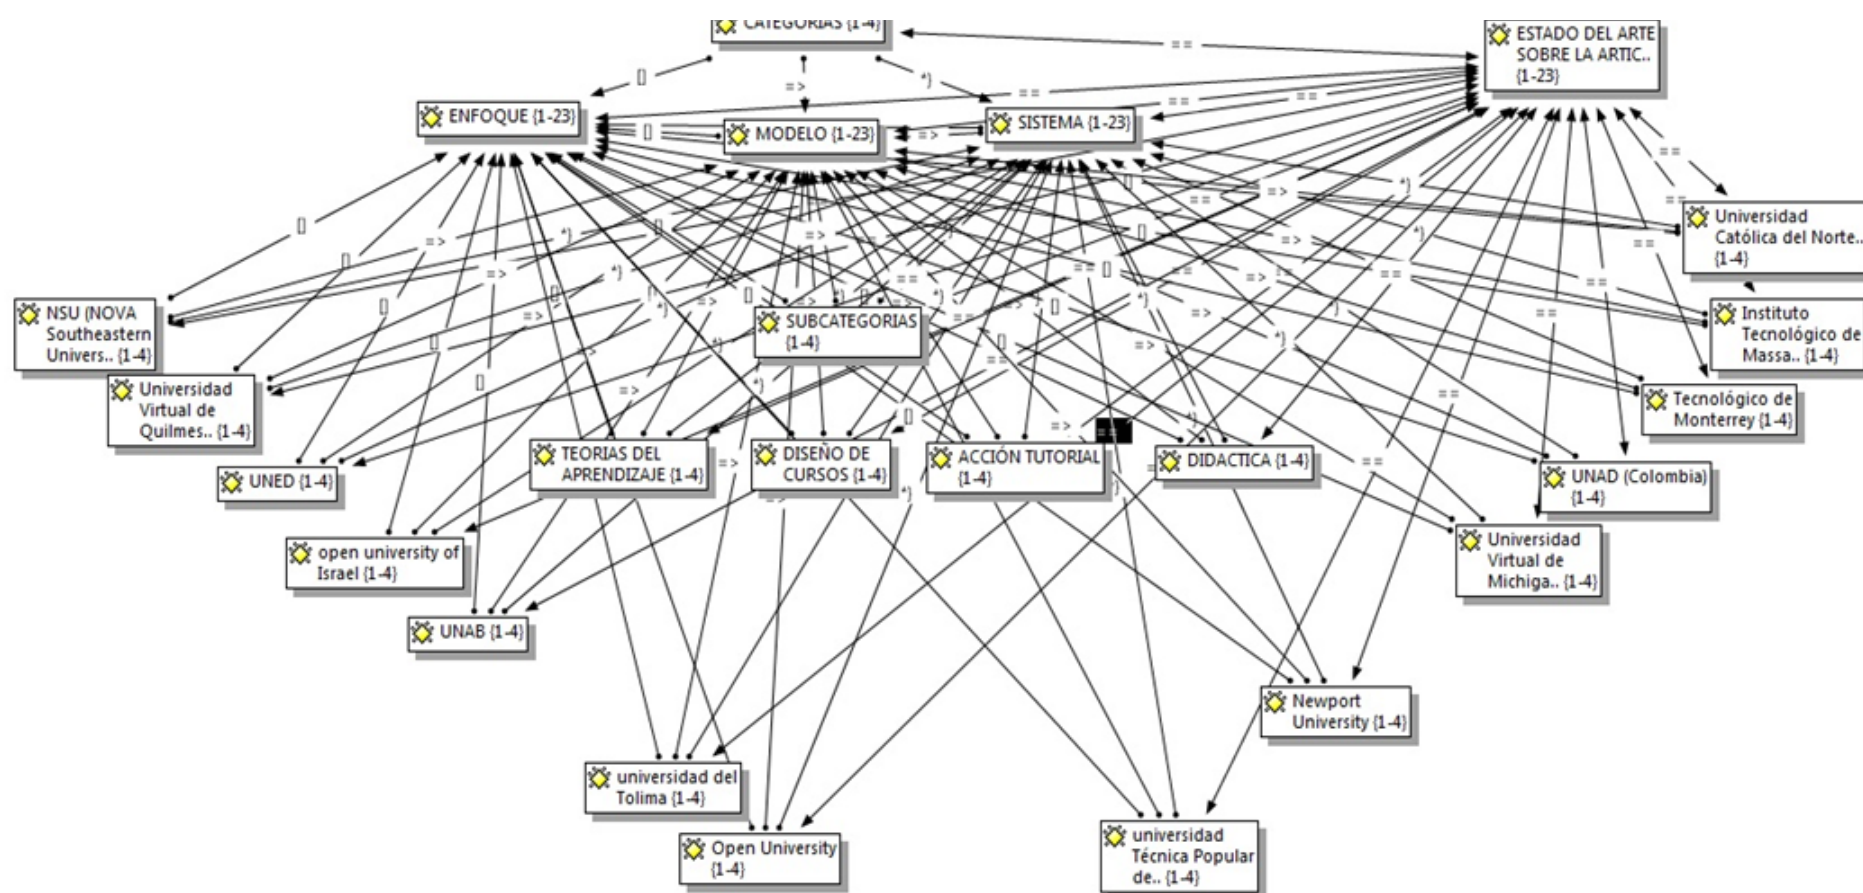 CATEGORIAS {1-4}
ESTADO DEL ARTE
SOBRE LA ARTIC..
{1-23}
ENFOQUE {1-23}
MODELO {1-23}
SISTEMA {1-23}
Universidad
Católica del Norte..
{1-4}
NSU (NOVA
Southeastern
Univers.. {1-4}
SUBCATEGORIAS
{1-4}
Instituto
Tecnológico de
Massa.. {1-4}
Universidad
Virtual de
Quilmes.. {1-4}
Tecnológico de
Monterrey {1-4}
UNED {1-4}
TEORIAS DEL
APRENDIZAJE {1-4}
DISEÑO DE
CURSOS {1-4}
ACCIÓN TUTORIAL
{1-4}
DIDACTICA {1-4}
UNAD (Colombia)
{1-4}
open university of
Israel {1-4}
Universidad
Virtual de
Michiga.. {1-4}
UNAB {1-4}
Newport
University {1-4}
universidad del
Tolima {1-4}
Open University
{1-4}
universidad
Técnica Popular
de.. {1-4}